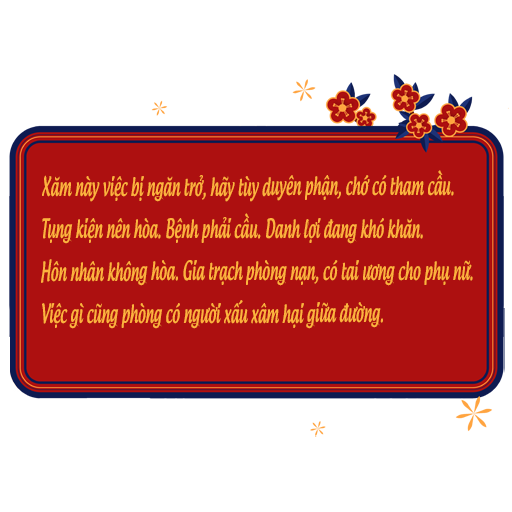 Xăm này việc bị ngăn trở, hãy tùy duyên phận, chớ có tham cầu.
Tụng kiện nên hòa. Bệnh phải cầu. Danh lợi đang khó khăn.
Hôn nhân không hòa. Gia trạch phòng nạn, có tai ương cho phụ nữ.
Việc gì cũng phòng có người xấu xâm hại giữa đường.